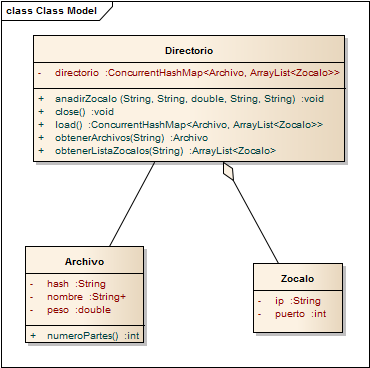 class Class Model
Directorio
- directorio :ConcurrentHashMap<Archivo, ArrayList<Zocalo>>
+ anadirZocalo (String, String, double, String, String) :void
+ close() :void
+ load() :ConcurrentHashMap<Archivo, ArrayList<Zocalo>>
+ obtenerArchivos(String) :Archivo
+ obtenerListaZocalos(String) :ArrayList<Zocalo>
Archivo
- hash :String
- nombre :String+
- peso :double
+ numeroPartes() :int
Zocalo
- ip :String
- puerto :int